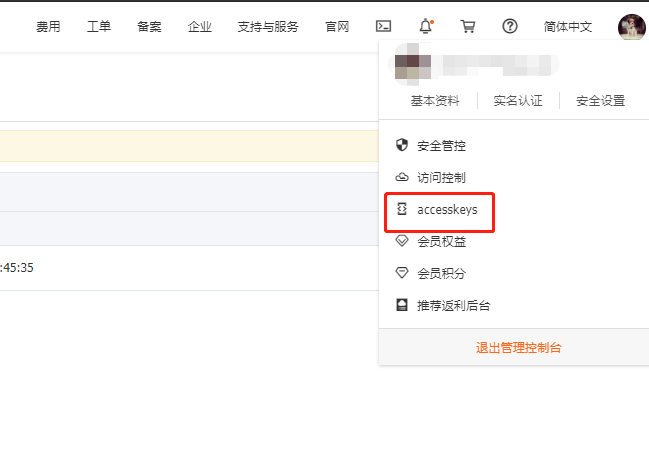 费用 工单 备案 企业 支持与服务 官网 简体中文
基本资料 实名认证 安全设置
安全管控
访问控制
accesskeys
会员权益
:45:35
会员积分
推荐返利后台
退出管理控制台